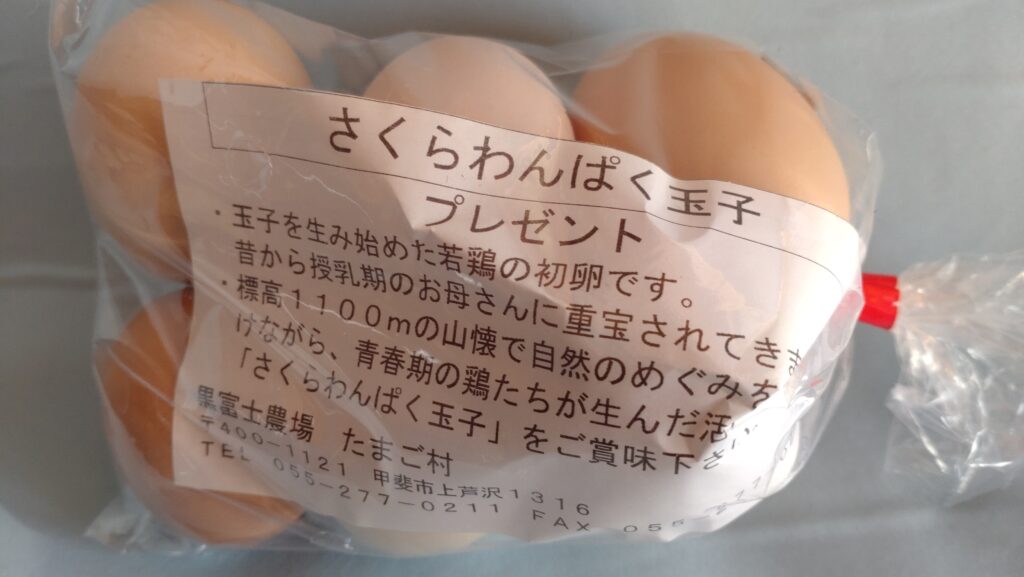 さくらわんぱく玉子
プレゼント
・玉子を生み始めた若鶏の初卵です。
昔から授乳期のお母さんに重宝されてきま
・標高1100mの山懐で自然のめぐみを
けながら、青春期の鶏たちが生んだ活
「さくらわんぱく玉子」をご賞味下さい
黒富士農場 たまご村
〒400-1121 甲斐市上芦沢1316
TEL 055-277-0211 FAX 055